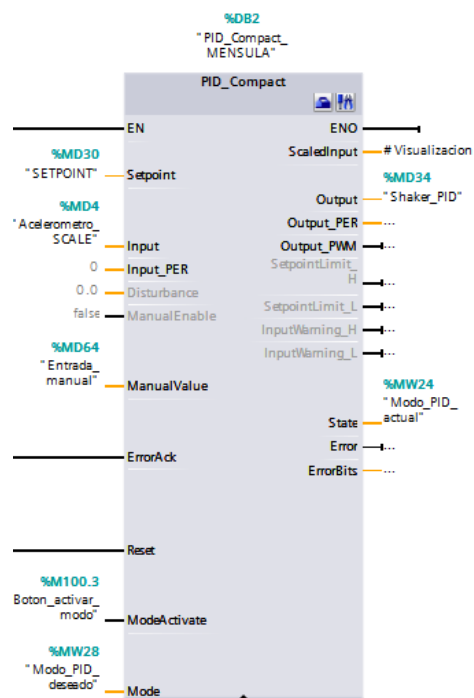 %DB2
"PID_Compact_
MENSULA"
PID_Compact
EN
ENO
ScaledInput
# Visualizacion
%MD30
"SETPOINT"
Setpoint
%MD34
Output
"Shaker_PID"
%MD4
"Acelerometro_
SCALE"
Input
Output_PER
...
Output_PWM
...
0
Input_PER
SetpointLimit_
H
...
0.0
Disturbance
SetpointLimit_L
...
false
ManualEnable
InputWarning_H
...
InputWarning_L
...
%MD64
"Entrada_
manual"
ManualValue
%MW24
"Modo_PID_
actual"
State
Error
...
ErrorAck
ErrorBits
...
Reset
%M100.3
Boton_activar_
modo"
ModeActivate
%MW28
"Modo_PID_
deseado"
Mode